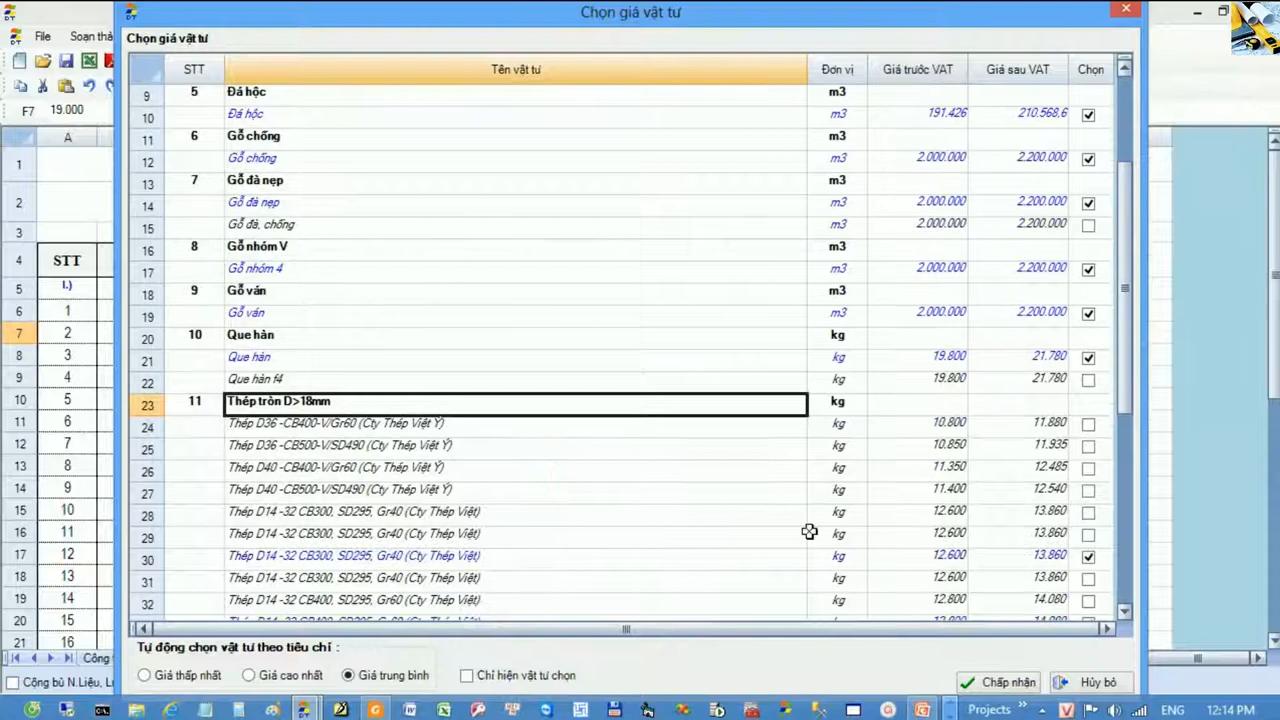 Chọn giá vật tư
File
Soạn thả
Chọn giá vật tư
STT Tên vật tư Đơn vị Giá trước VAT Giá sau VAT Chọn
F7 19.000
A
9 5 Đá hộc m3
10 Đá hộc m3 191.426 210.568,6
11 6 Gỗ chống m3
12 Gỗ chống m3 2.000.000 2.200.000
13 7 Gỗ đà nẹp m3
14 Gỗ đà nẹp m3 2.000.000 2.200.000
15 Gỗ đà, chống m3 2.000.000 2.200.000
16 8 Gỗ nhóm V m3
17 Gỗ nhóm 4 m3 2.000.000 2.200.000
18 9 Gỗ ván m3
19 Gỗ ván m3 2.000.000 2.200.000
20 10 Que hàn kg
21 Que hàn kg 19.800 21.780
22 Que hàn f4 kg 19.800 21.780
23 11 Thép tròn D>18mm kg
24 Thép D36 -CB400-V/Gr60 (Cty Thép Việt Ý) kg 10.800 11.880
25 Thép D36 -CB500-V/SD490 (Cty Thép Việt Ý) kg 10.850 11.935
26 Thép D40 -CB400-V/Gr60 (Cty Thép Việt Ý) kg 11.350 12.485
27 Thép D40 -CB500-V/SD490 (Cty Thép Việt Ý) kg 11.400 12.540
28 Thép D14 -32 CB300, SD295, Gr40 (Cty Thép Việt) kg 12.600 13.860
29 Thép D14 -32 CB300, SD295, Gr40 (Cty Thép Việt) kg 12.600 13.860
30 Thép D14 -32 CB300, SD295, Gr40 (Cty Thép Việt) kg 12.600 13.860
31 Thép D14 -32 CB300, SD295, Gr40 (Cty Thép Việt) kg 12.600 13.860
32 Thép D14 -32 CB400, SD295, Gr60 (Cty Thép Việt) kg 12.800 14.080
1
2
3
4 STT
5 I.)
6 1
7 2
8 3
9 4
10 5
11 6
12 7
13 8
14 9
15 10
16 11
17 12
18 13
19 14
20 15
21 16
Công
Cộng bù N.Liệu, Lư
Tự động chọn vật tư theo tiêu chí :
Giá thấp nhất Giá cao nhất Giá trung bình Chỉ hiện vật tư chọn
Chấp nhận Hủy bỏ
Projects ENG 12:14 PM